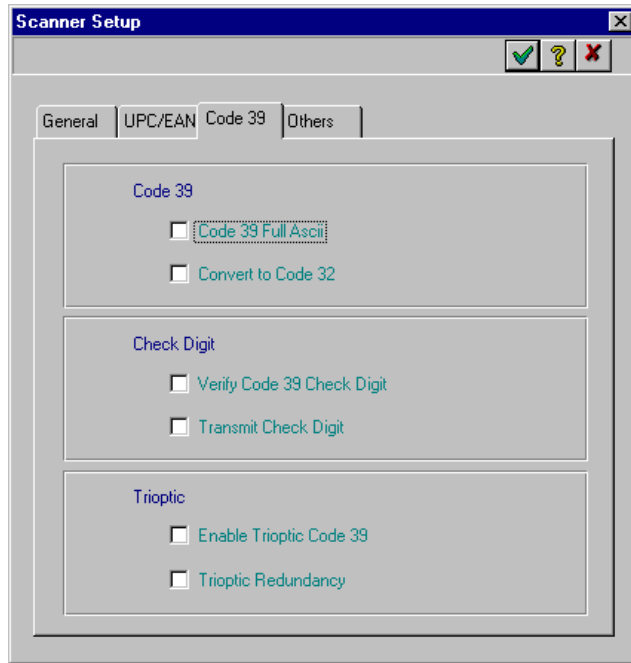 Scanner Setup
General UPC/EAN Code 39 Others
Code 39
Code 39 Full Ascii
Convert to Code 32
Check Digit
Verify Code 39 Check Digit
Transmit Check Digit
Trioptic
Enable Trioptic Code 39
Trioptic Redundancy